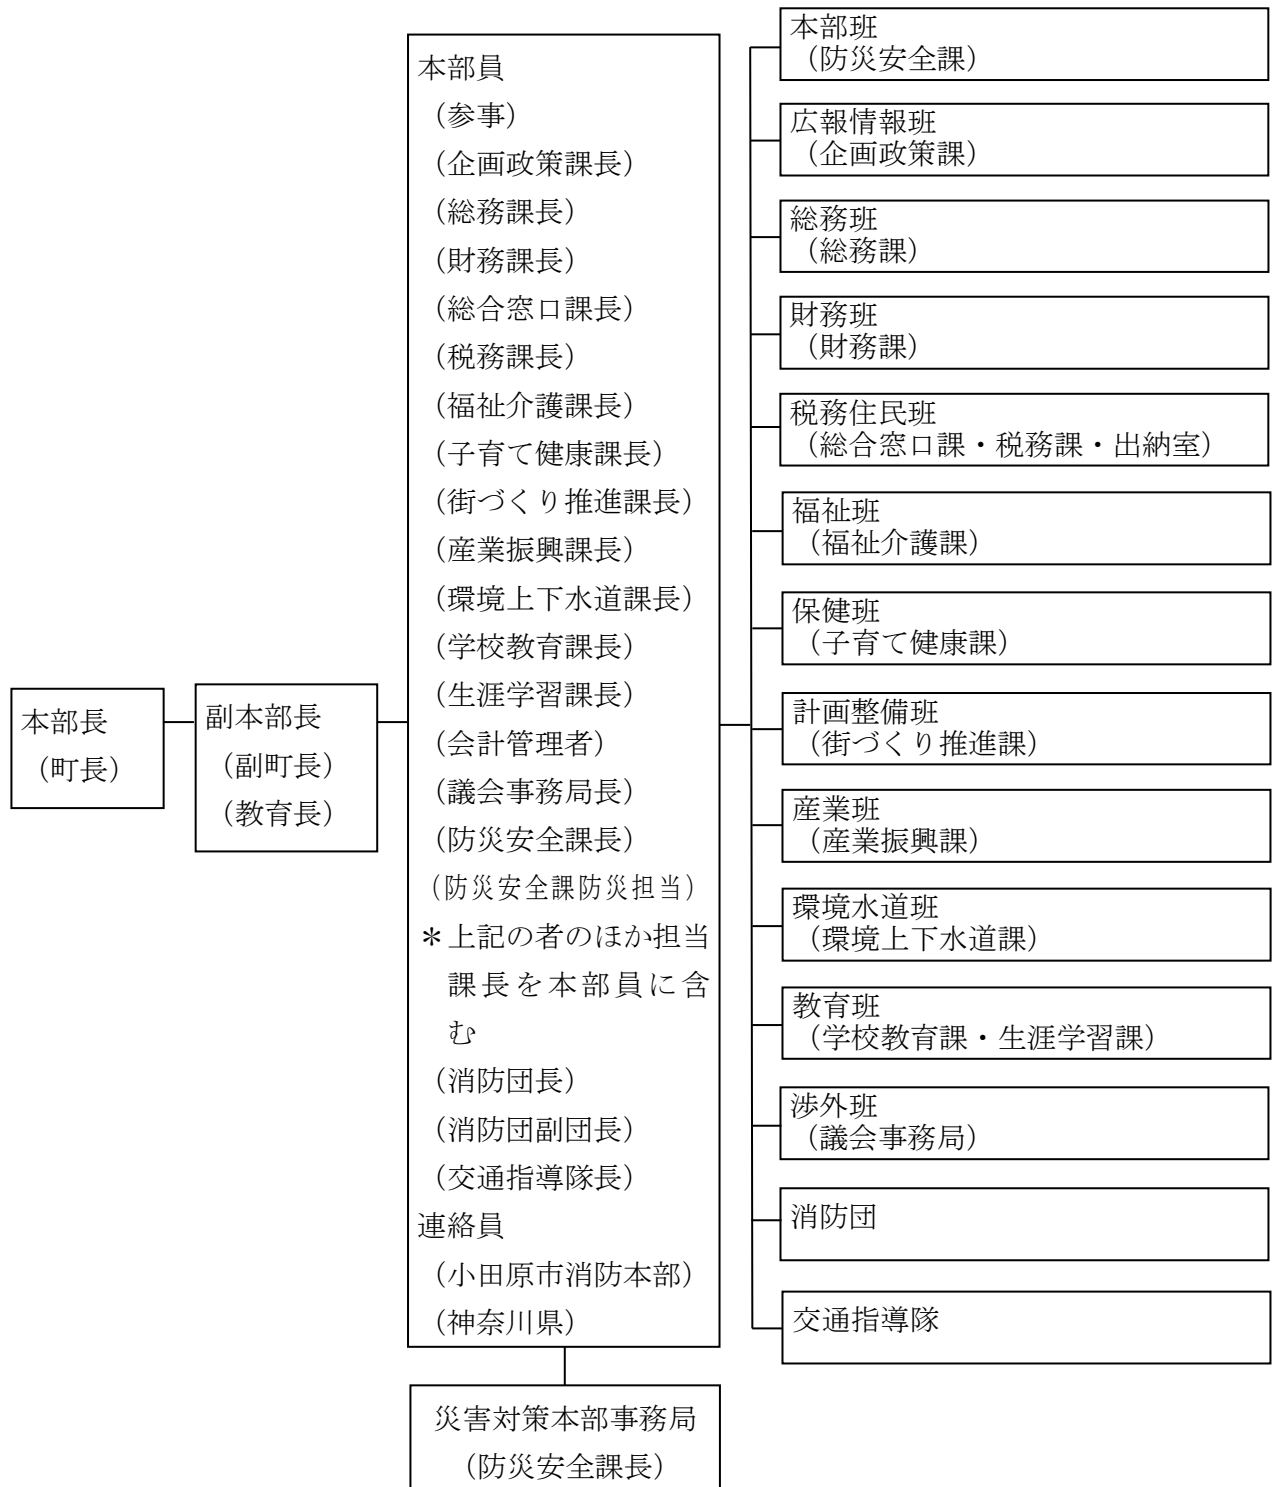 本部長
（町長）
副本部長
（副町長）
（教育長）
本部員
（参事）
（企画政策課長）
（総務課長）
（財務課長）
（総合窓口課長）
（税務課長）
（福祉介護課長）
（子育て健康課長）
（街づくり推進課長）
（産業振興課長）
（環境上下水道課長）
（学校教育課長）
（生涯学習課長）
（会計管理者）
（議会事務局長）
（防災安全課長）
（防災安全課防災担当）
＊上記の者のほか担当
課長を本部員に含
む
（消防団長）
（消防団副団長）
（交通指導隊長）
連絡員
（小田原市消防本部）
（神奈川県）
災害対策本部事務局
（防災安全課長）
本部班
（防災安全課）
広報情報班
（企画政策課）
総務班
（総務課）
財務班
（財務課）
税務住民班
（総合窓口課・税務課・出納室）
福祉班
（福祉介護課）
保健班
（子育て健康課）
計画整備班
（街づくり推進課）
産業班
（産業振興課）
環境水道班
（環境上下水道課）
教育班
（学校教育課・生涯学習課）
渉外班
（議会事務局）
消防団
交通指導隊